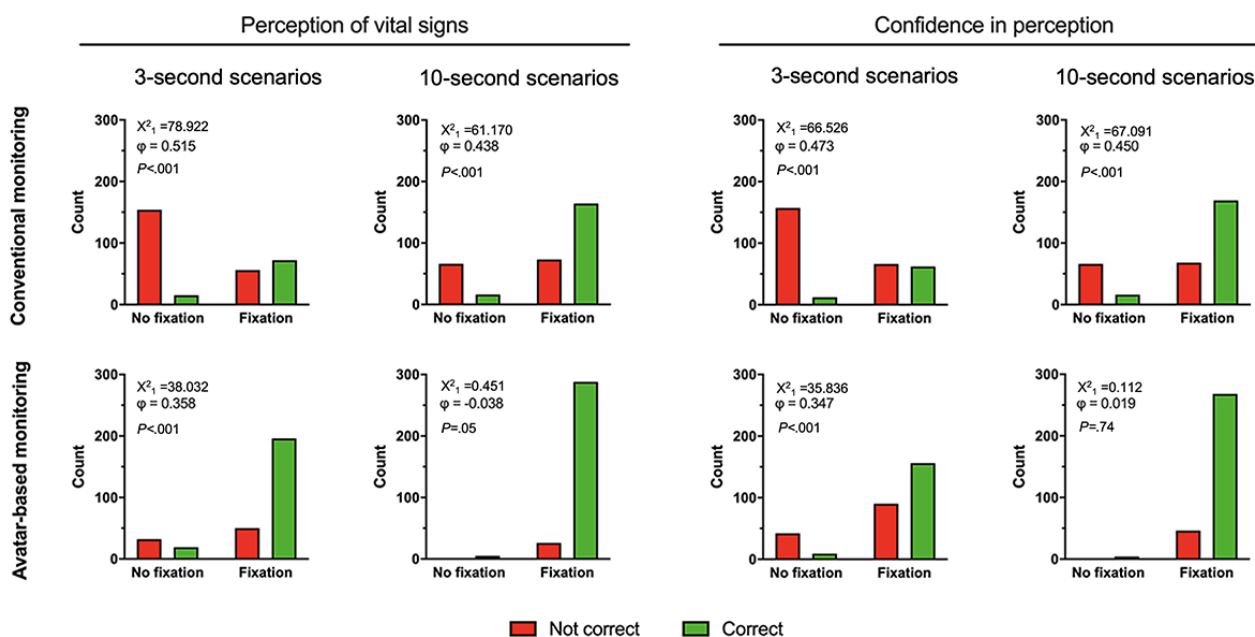 Perception of vital signs
Confidence in perception
3-second scenarios
10-second scenarios
3-second scenarios
10-second scenarios
Conventional monitoring
300
200
100
0
Count
X²₁ =78.922
φ = 0.515
P<.001
No fixation
Fixation
300
200
100
0
Count
X²₁ =61.170
φ = 0.438
P<.001
No fixation
Fixation
300
200
100
0
Count
X²₁ =66.526
φ = 0.473
P<.001
No fixation
Fixation
300
200
100
0
Count
X²₁ =67.091
φ = 0.450
P<.001
No fixation
Fixation
Avatar-based monitoring
300
200
100
0
Count
X²₁ =38.032
φ = 0.358
P<.001
No fixation
Fixation
300
200
100
0
Count
X²₁ =0.451
φ = -0.038
P=.05
No fixation
Fixation
300
200
100
0
Count
X²₁ =35.836
φ = 0.347
P<.001
No fixation
Fixation
300
200
100
0
Count
X²₁ =0.112
φ = 0.019
P=.74
No fixation
Fixation
Not correct
Correct